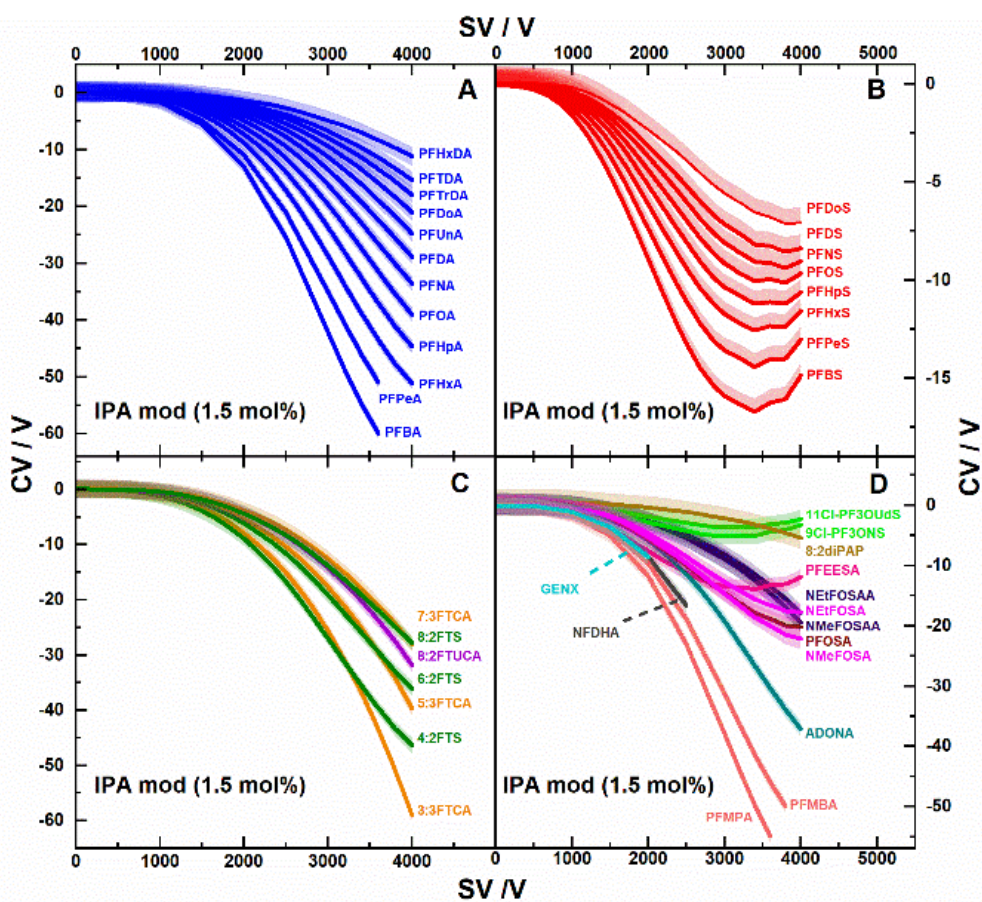 SV / V
0 1000 2000 3000 4000 0 1000 2000 3000 4000 5000
CV / V
0
-10
-20
-30
-40
-50
-60
A
PFHxDA
PFTDA
PFTrDA
PFDoA
PFUnA
PFDA
PFNA
PFOA
PFHpA
PFHxA
PFPeA
PFBA
IPA mod (1.5 mol%)
B
0
-5
-10
-15
PFDoS
PFDS
PFNS
PFOS
PFHpS
PFHxS
PFPeS
PFBS
IPA mod (1.5 mol%)
CV / V
C
0
-10
-20
-30
-40
-50
-60
7:3FTCA
8:2FTS
8:2FTUCA
6:2FTS
5:3FTCA
4:2FTS
3:3FTCA
IPA mod (1.5 mol%)
D
0
-10
-20
-30
-40
-50
11Cl-PF3OUdS
9Cl-PF3ONS
8:2diPAP
PFEESA
GENX
NEtFOSAA
NEtFOSA
NFDHA
NMeFOSAA
PFOSA
NMeFOSA
ADONA
IPA mod (1.5 mol%)
PFMBA
PFMPA
0 1000 2000 3000 4000 0 1000 2000 3000 4000 5000
SV /V